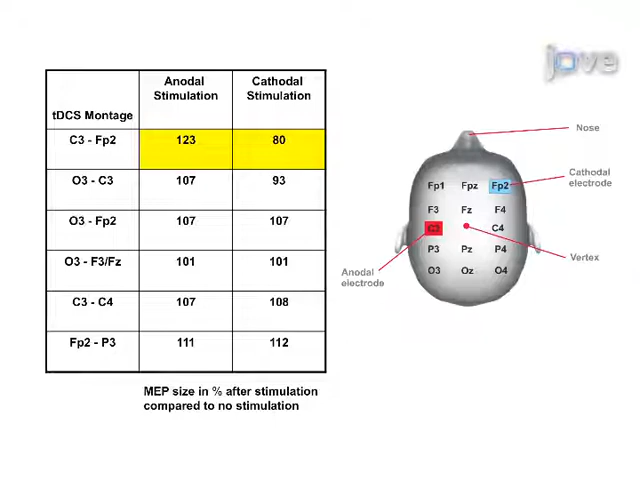 jove
Anodal Stimulation
Cathodal Stimulation
tDCS Montage
C3 - Fp2 123 80
O3 - C3 107 93
O3 - Fp2 107 107
O3 - F3/Fz 101 101
C3 - C4 107 108
Fp2 - P3 111 112
MEP size in % after stimulation
compared to no stimulation
Nose
Cathodal
electrode
Fp1 Fpz Fp2
F3 Fz F4
C3 C4
P3 Pz P4
O3 Oz O4
Vertex
Anodal
electrode